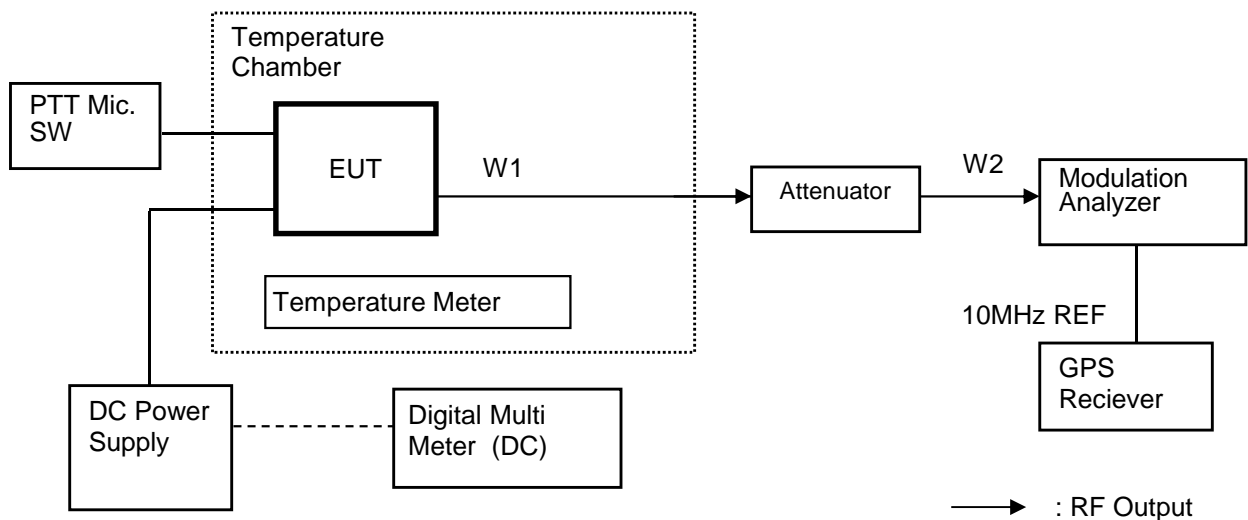 Temperature
Chamber
PTT Mic.
SW
EUT
W1
Attenuator
W2
Modulation
Analyzer
Temperature Meter
10MHz REF
GPS
Reciever
DC Power
Supply
Digital Multi
Meter (DC)
: RF Output